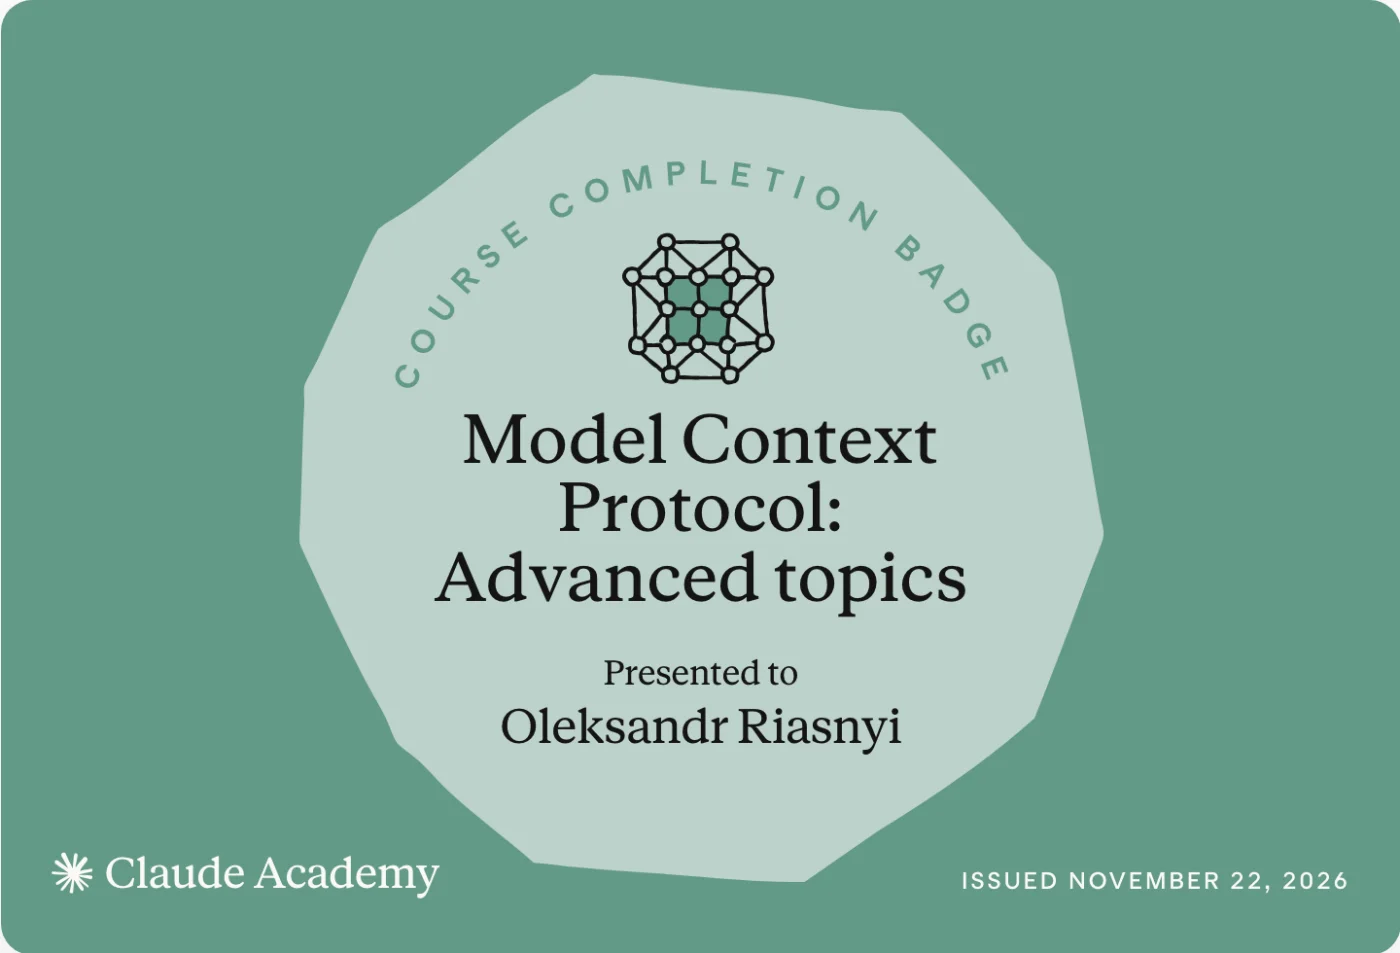 COURSE COMPLETION BADGE
Model Context
Protocol:
Advanced topics
Presented to
Oleksandr Riasnyi
Claude Academy
ISSUED NOVEMBER 22, 2026